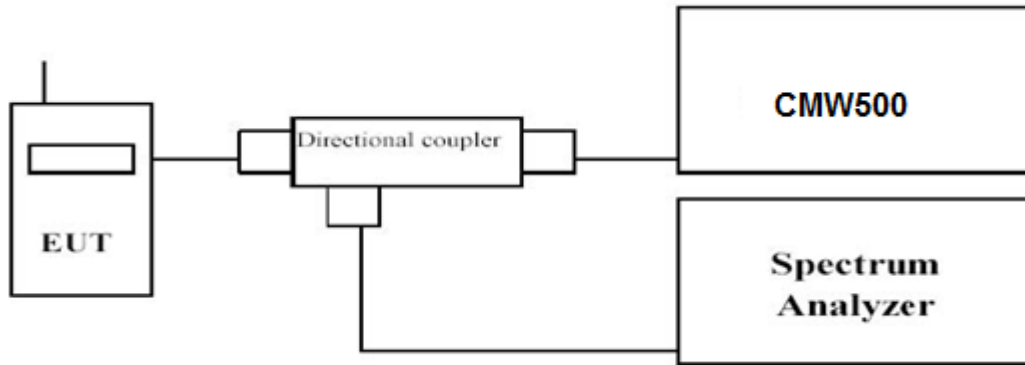 EUT
Directional coupler
CMW500
Spectrum
Analyzer